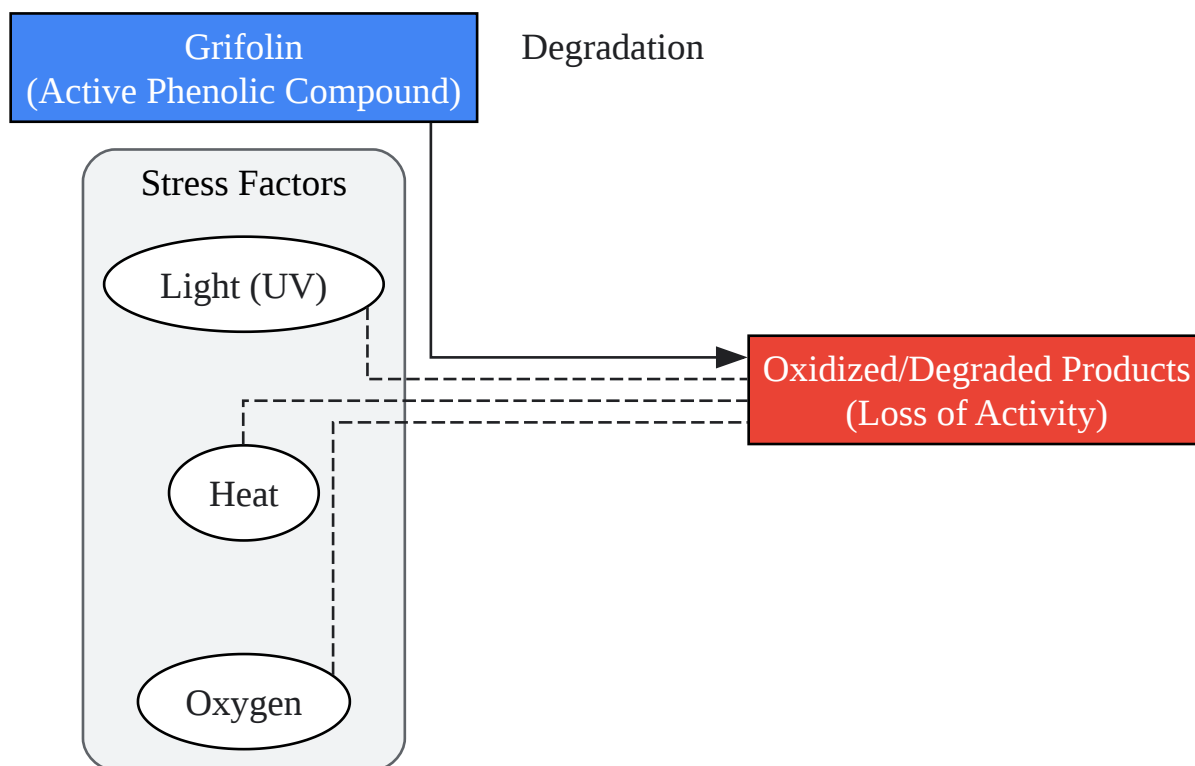 Grifolin
(Active Phenolic Compound)
Degradation
Stress Factors
Light (UV)
Heat
Oxygen
Oxidized/Degraded Products
(Loss of Activity)